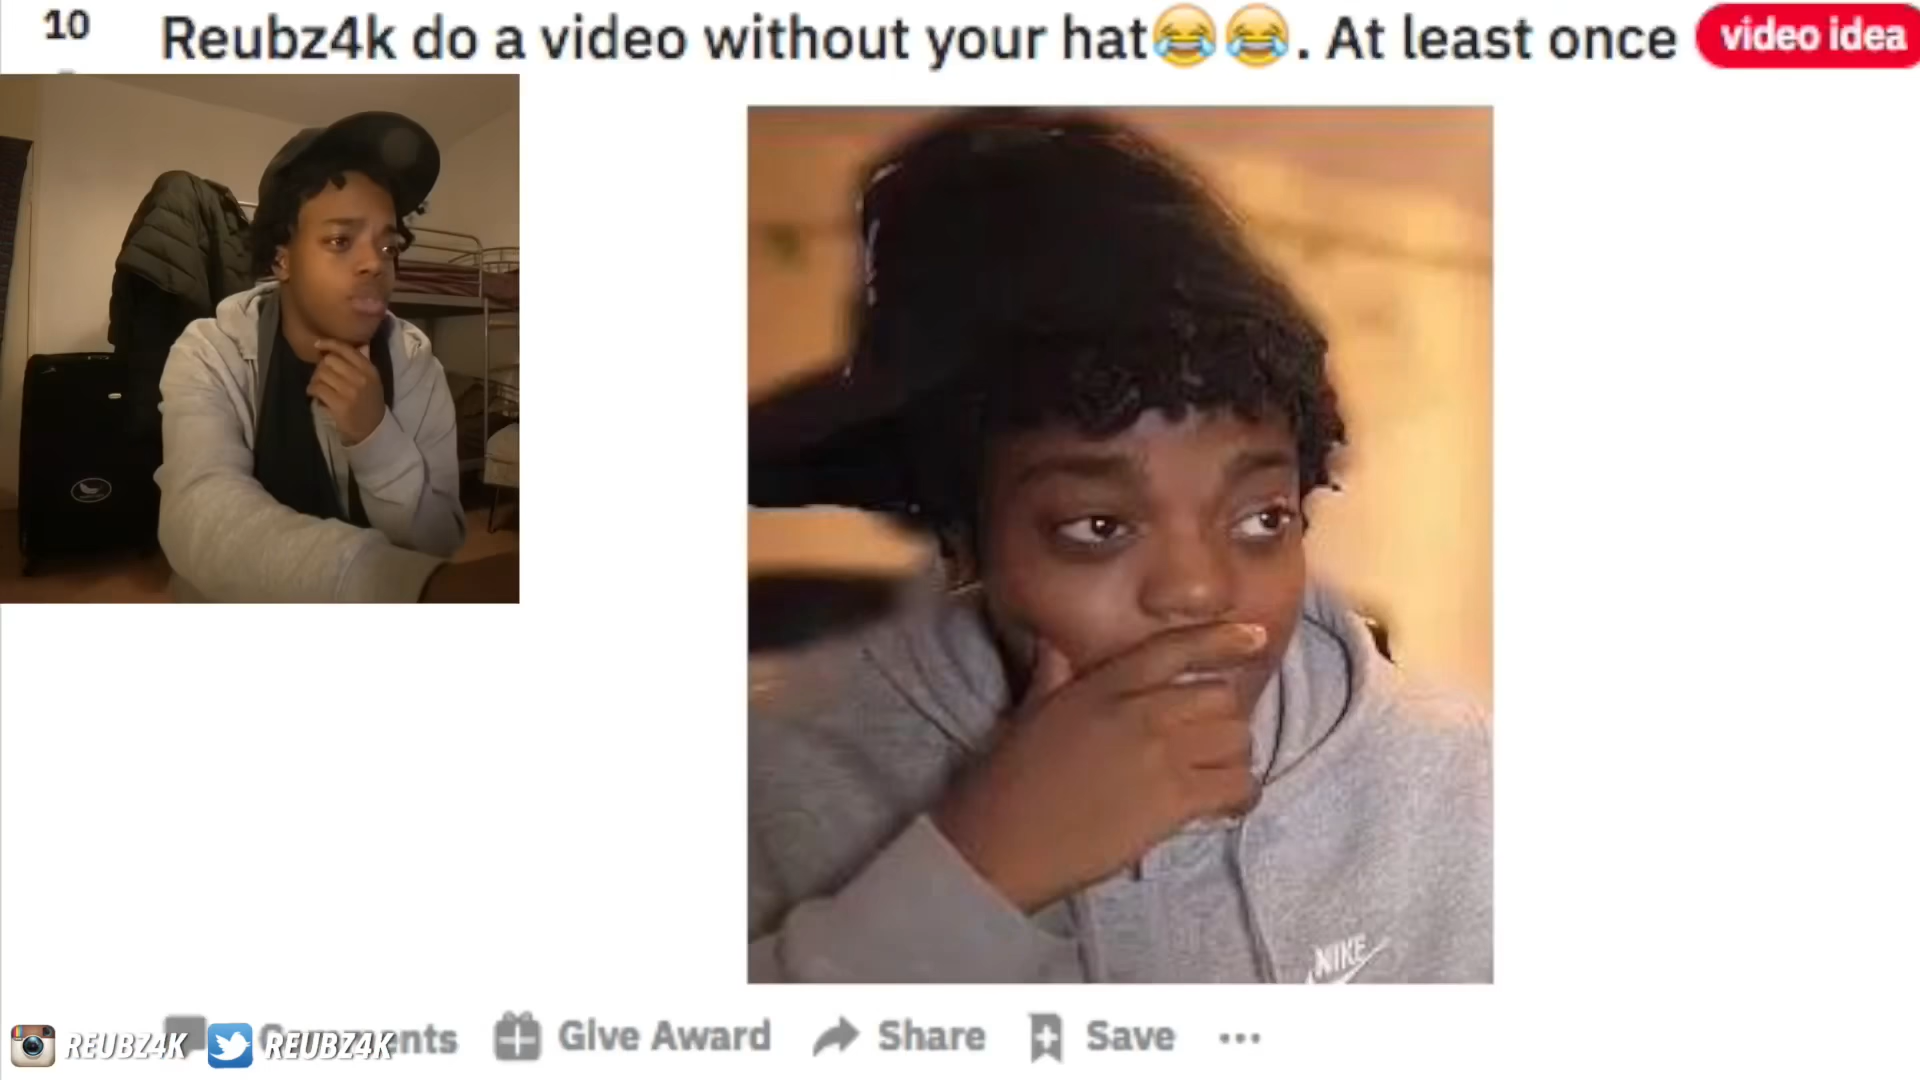 10
Reubz4k do a video without your hat😂😂. At least once video idea
NIKE
Give Award Share Save ...
REUBZ4K REUBZ4K